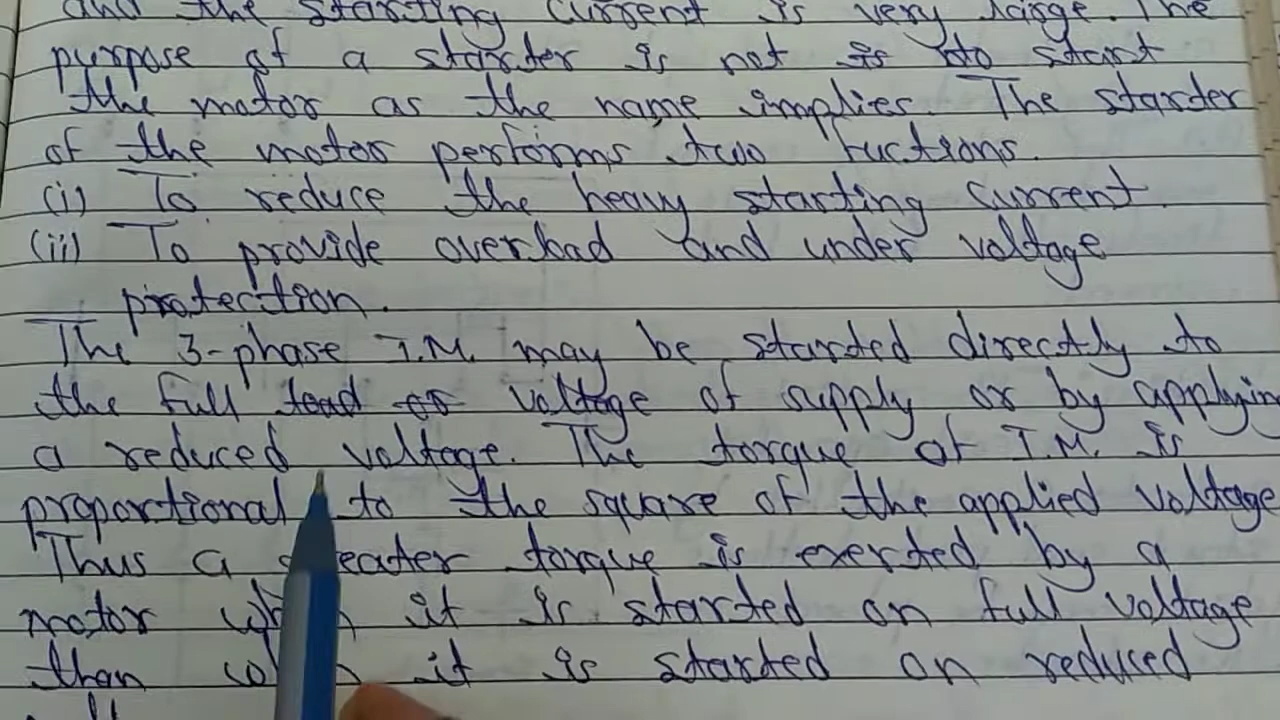 and the starting current is very large. The
purpose of a starter is not is to start
the motor as the name implies. The starter
of the motor performs two fuctions.
(i) To reduce the heavy starting current.
(ii) To provide overload and under voltage
protection.
The 3-phase I.M. may be started directly to
the full load or voltage of supply or by applying
a reduced voltage. The torque of I.M. is
proportional to the square of the applied voltage
Thus a greater torque is exerted by a
motor when it is started on full voltage
than when it is started on reduced